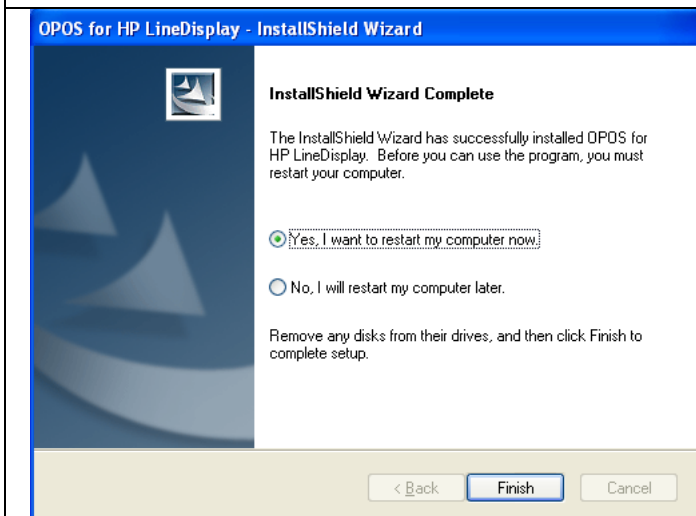 OPOS for HP LineDisplay - InstallShield Wizard
InstallShield Wizard Complete
The InstallShield Wizard has successfully installed OPOS for
HP LineDisplay. Before you can use the program, you must
restart your computer.
Yes, I want to restart my computer now.
No, I will restart my computer later.
Remove any disks from their drives, and then click Finish to
complete setup.
< Back Finish Cancel